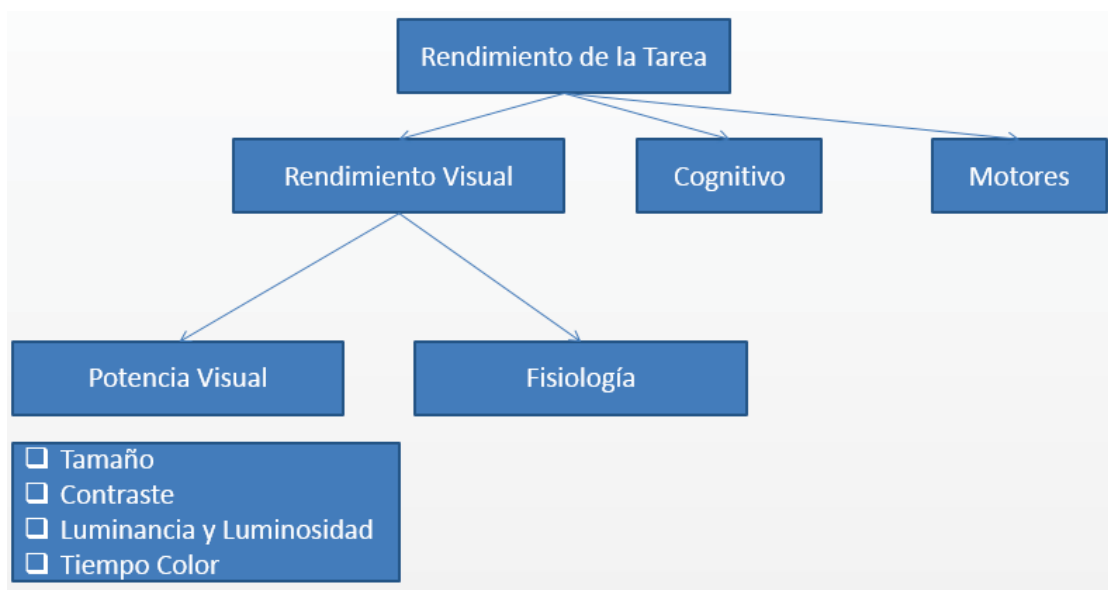 Rendimiento de la Tarea
Rendimiento Visual
Cognitivo
Motores
Potencia Visual
Fisiología
Tamaño
Contraste
Luminancia y Luminosidad
Tiempo Color